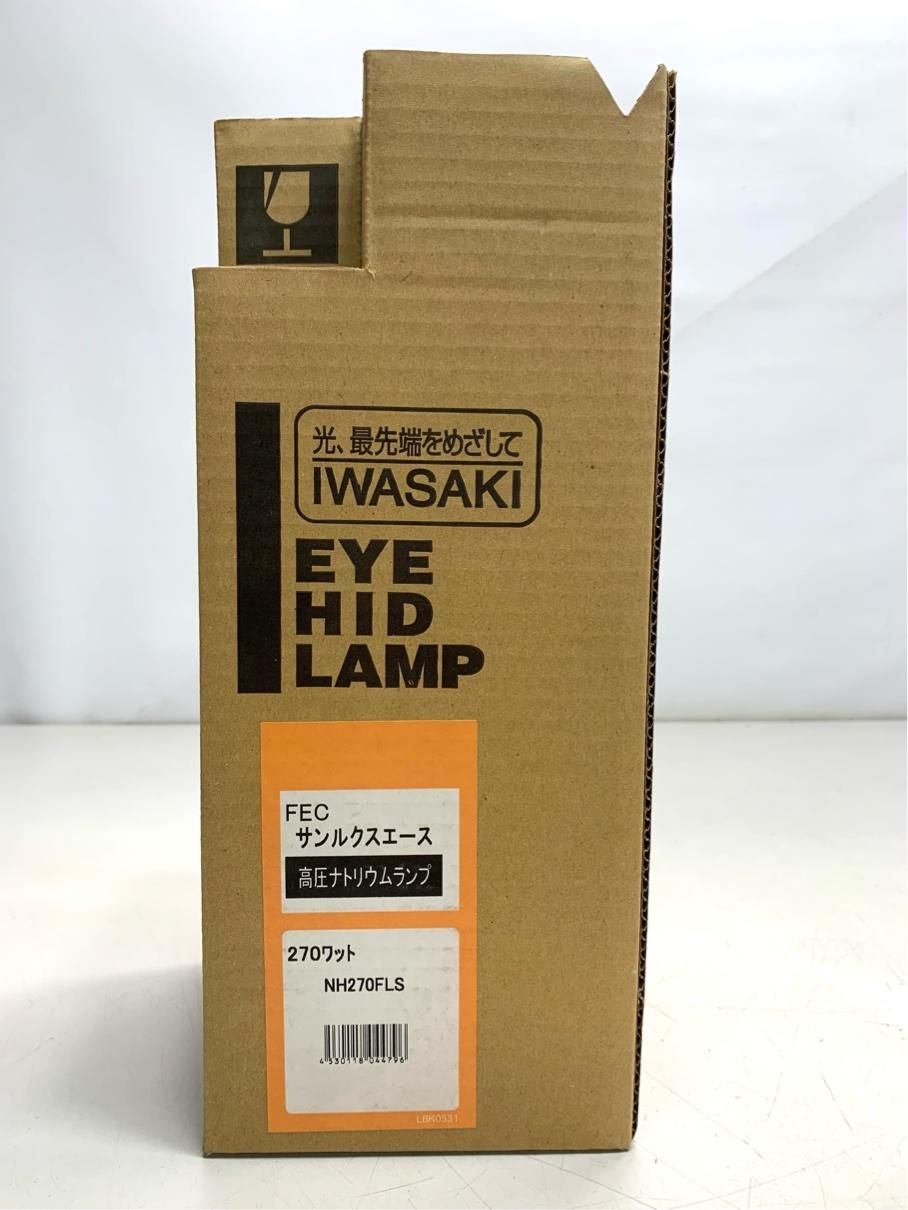 光、最先端をめざして
IWASAKI
EYE
HID
LAMP
FEC
サンルクスエース
高圧ナトリウムランプ
270ワット
NH270FLS
4530118044796
LBK0531